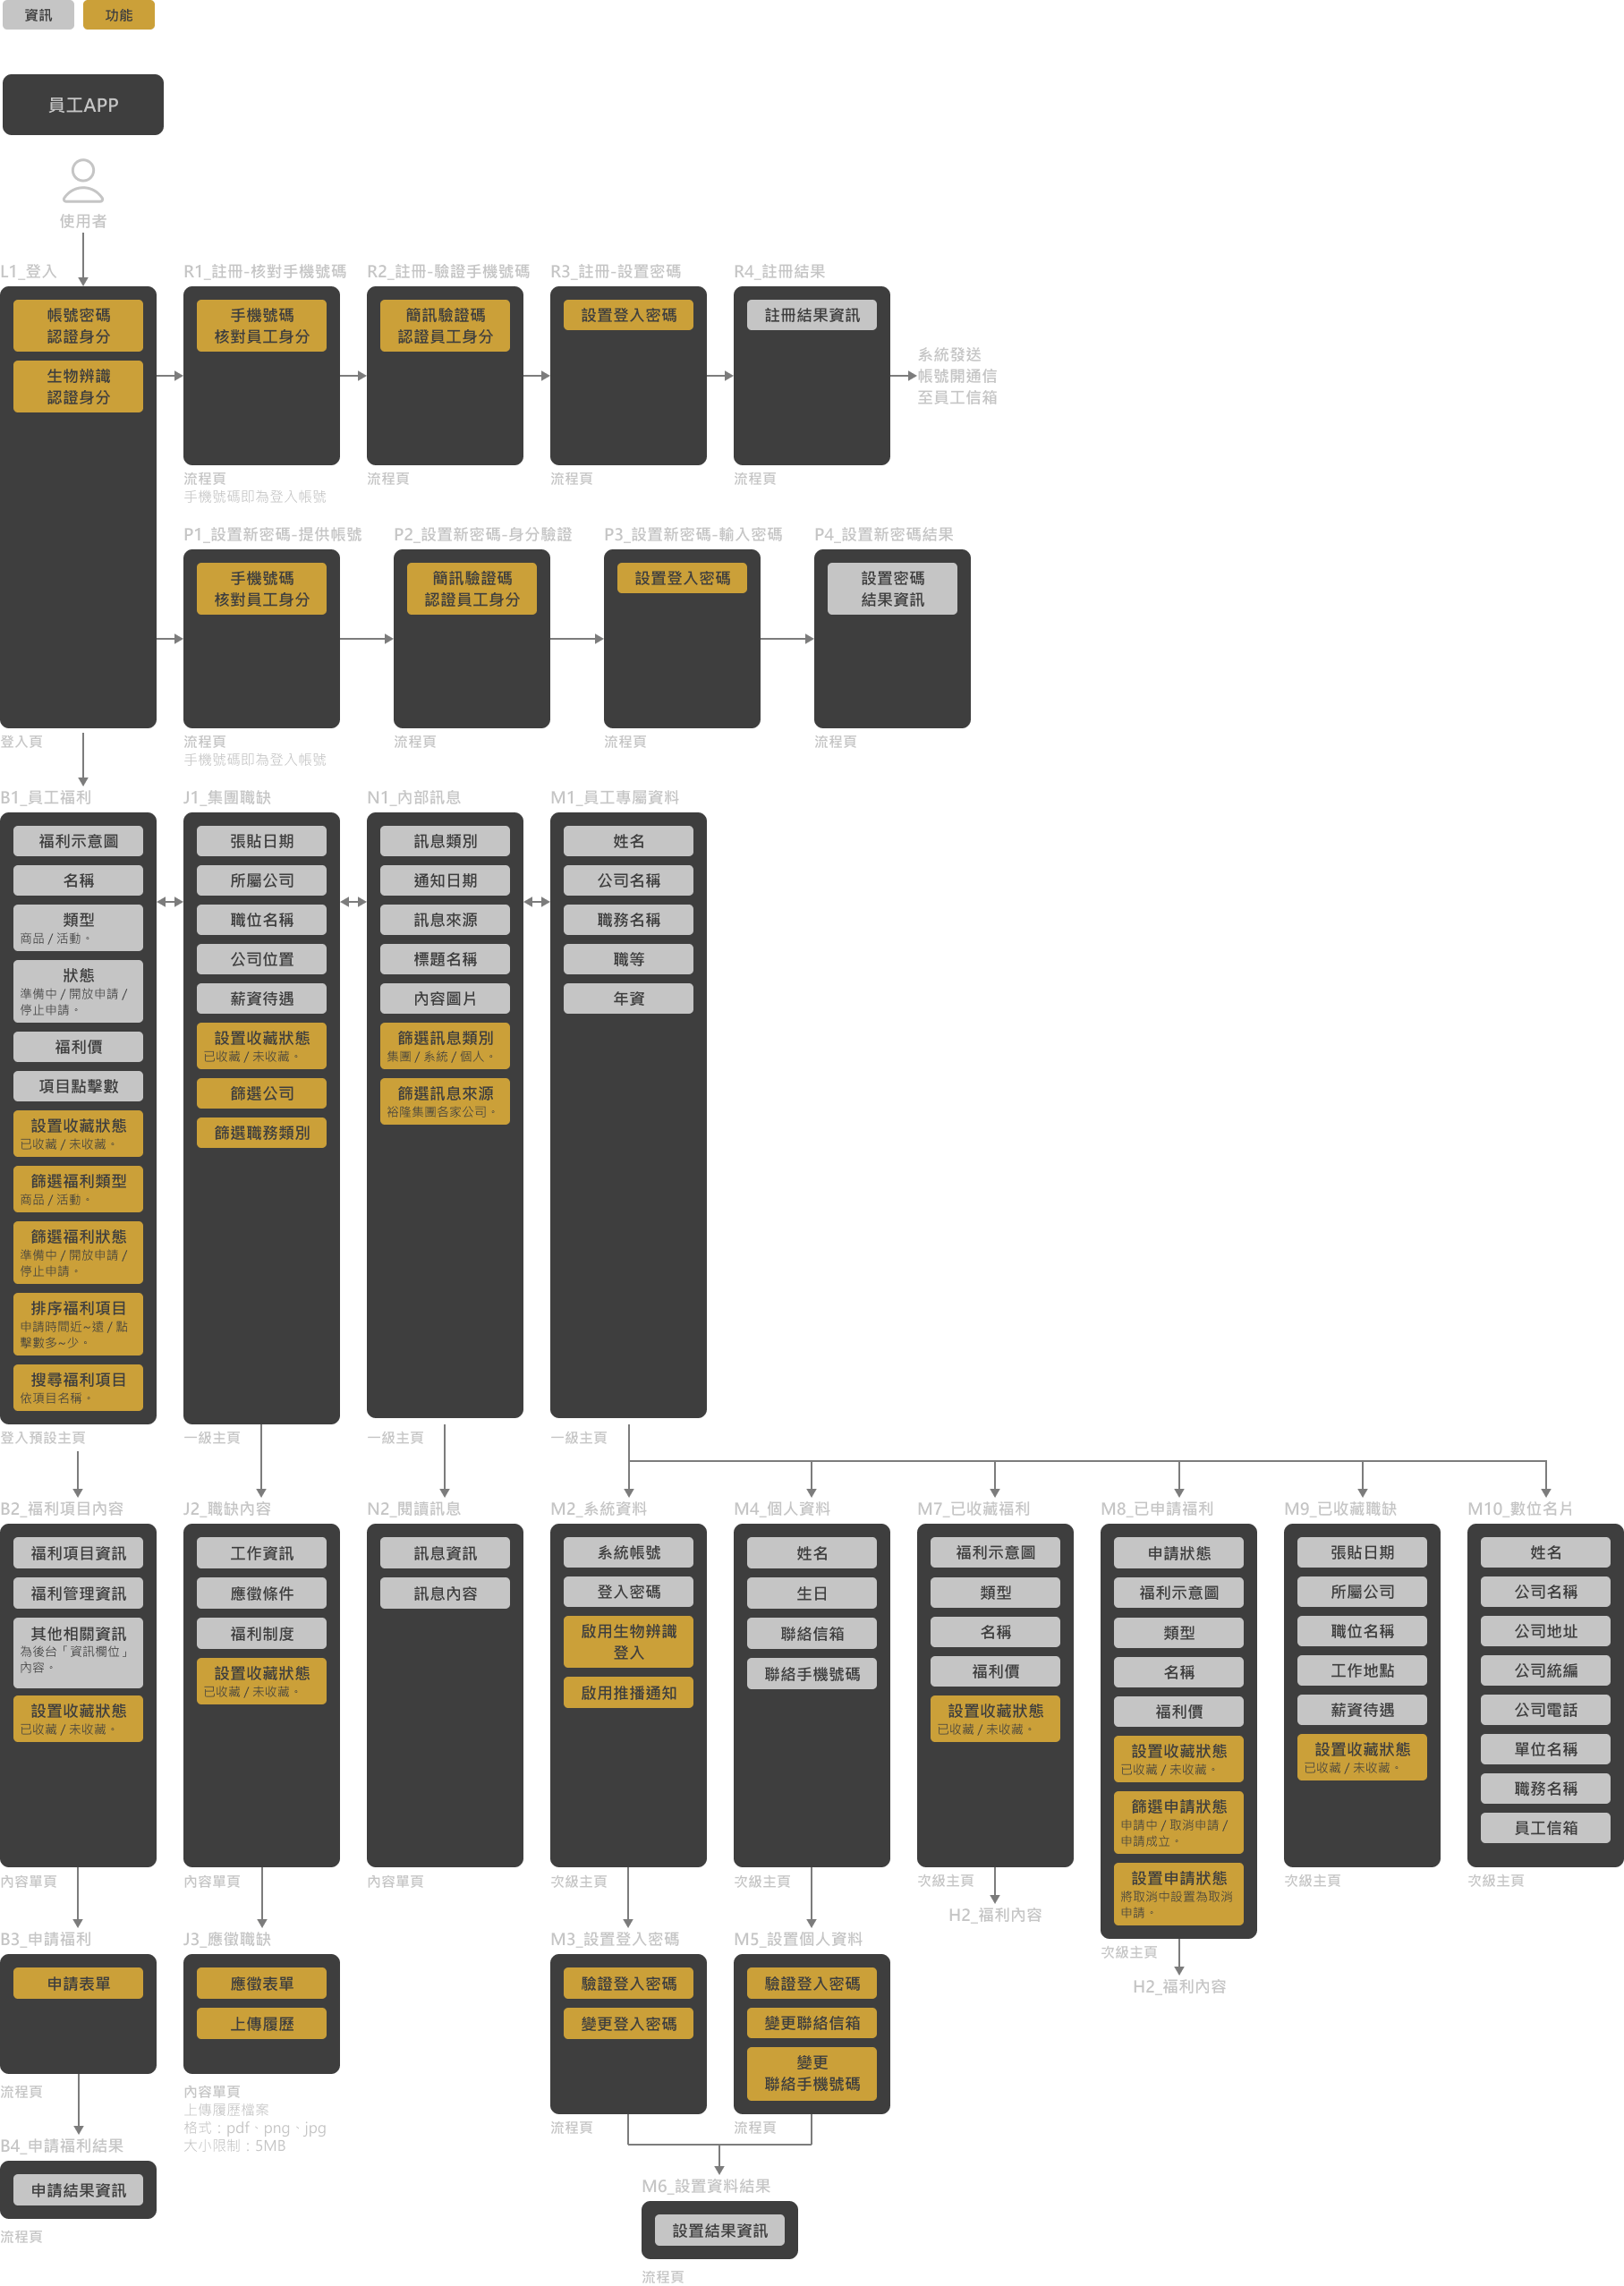 資訊
功能
員工APP
使用者
L1_登入
帳號密碼
認證身分
生物辨識
認證身分
登入頁
R1_註冊-核對手機號碼
手機號碼
核對員工身分
流程頁
手機號碼即為登入帳號
R2_註冊-驗證手機號碼
簡訊驗證碼
認證員工身分
流程頁
R3_註冊-設置密碼
設置登入密碼
流程頁
R4_註冊結果
註冊結果資訊
流程頁
系統發送
帳號開通信
至員工信箱
P1_設置新密碼-提供帳號
手機號碼
核對員工身分
流程頁
手機號碼即為登入帳號
P2_設置新密碼-身分驗證
簡訊驗證碼
認證員工身分
流程頁
P3_設置新密碼-輸入密碼
設置登入密碼
流程頁
P4_設置新密碼結果
設置密碼
結果資訊
流程頁
B1_員工福利
福利示意圖
名稱
類型
商品 / 活動。
狀態
準備中 / 開放申請 /
停止申請。
福利價
項目點擊數
設置收藏狀態
已收藏 / 未收藏。
篩選福利類型
商品 / 活動。
篩選福利狀態
準備中 / 開放申請 /
停止申請。
排序福利項目
申請時間近~遠 / 點
擊數多~少。
搜尋福利項目
依項目名稱。
登入預設主頁
J1_集團職缺
張貼日期
所屬公司
職位名稱
公司位置
薪資待遇
設置收藏狀態
已收藏 / 未收藏。
篩選公司
篩選職務類別
一級主頁
N1_內部訊息
訊息類別
通知日期
訊息來源
標題名稱
內容圖片
篩選訊息類別
集團 / 系統 / 個人。
篩選訊息來源
裕隆集團各家公司。
一級主頁
M1_員工專屬資料
姓名
公司名稱
職務名稱
職等
年資
一級主頁
B2_福利項目內容
福利項目資訊
福利管理資訊
其他相關資訊
為後台「資訊欄位」
內容。
設置收藏狀態
已收藏 / 未收藏。
內容單頁
J2_職缺內容
工作資訊
應徵條件
福利制度
設置收藏狀態
已收藏 / 未收藏。
內容單頁
N2_閱讀訊息
訊息資訊
訊息內容
內容單頁
M2_系統資料
系統帳號
登入密碼
啟用生物辨識
登入
啟用推播通知
次級主頁
M4_個人資料
姓名
生日
聯絡信箱
聯絡手機號碼
次級主頁
M7_已收藏福利
福利示意圖
類型
名稱
福利價
設置收藏狀態
已收藏 / 未收藏。
次級主頁
H2_福利內容
M8_已申請福利
申請狀態
福利示意圖
類型
名稱
福利價
設置收藏狀態
已收藏 / 未收藏。
篩選申請狀態
申請中 / 取消申請 /
申請成立。
設置申請狀態
將取消中設置為取消
申請。
次級主頁
H2_福利內容
M9_已收藏職缺
張貼日期
所屬公司
職位名稱
工作地點
薪資待遇
設置收藏狀態
已收藏 / 未收藏。
次級主頁
M10_數位名片
姓名
公司名稱
公司地址
公司統編
公司電話
單位名稱
職務名稱
員工信箱
次級主頁
B3_申請福利
申請表單
流程頁
J3_應徵職缺
應徵表單
上傳履歷
內容單頁
上傳履歷檔案
格式：pdf、png、jpg
大小限制：5MB
M3_設置登入密碼
驗證登入密碼
變更登入密碼
流程頁
M5_設置個人資料
驗證登入密碼
變更聯絡信箱
變更
聯絡手機號碼
流程頁
B4_申請福利結果
申請結果資訊
流程頁
M6_設置資料結果
設置結果資訊
流程頁